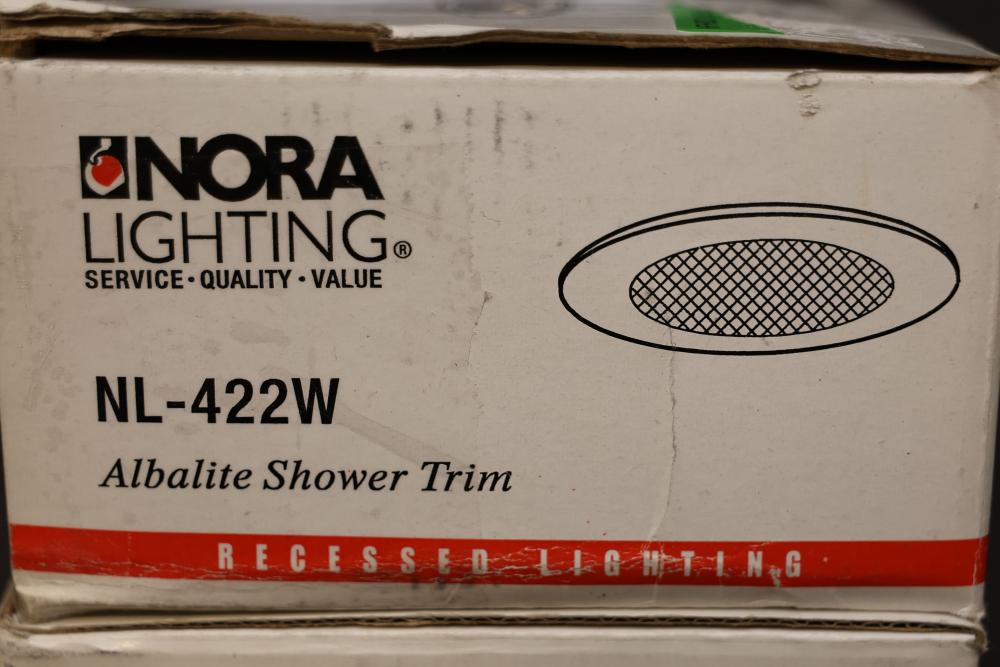 NORA
LIGHTING®
SERVICE · QUALITY · VALUE
NL-422W
Albalite Shower Trim
RECESSED LIGHTING